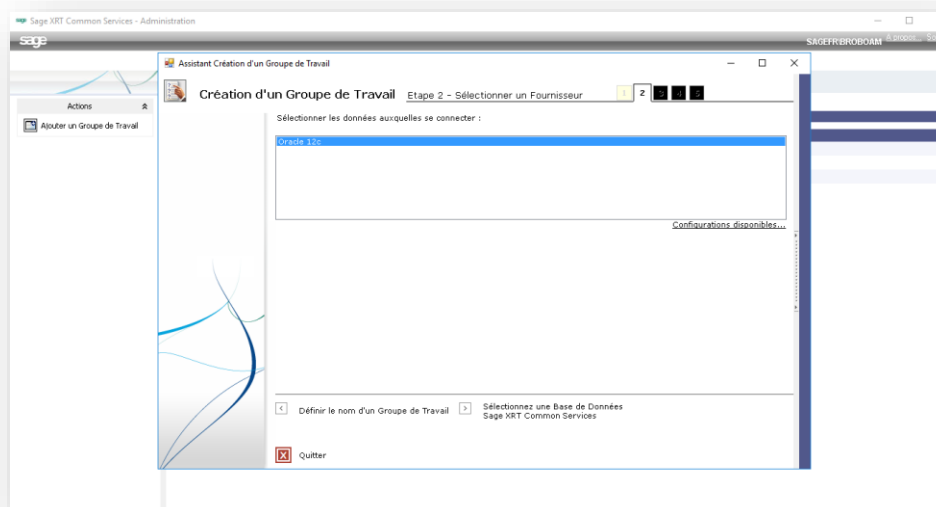 Sage XRT Common Services - Administration
sage
SAGEFRIBROBOAM
A propos...
Actions
Ajouter un Groupe de Travail
Assistant Création d'un Groupe de Travail
Création d'un Groupe de Travail Etape 2 - Sélectionner un Fournisseur 1 2 3 4 5
Sélectionner les données auxquelles se connecter :
Oracle 12c
Configurations disponibles...
Définir le nom d'un Groupe de Travail
Sélectionnez une Base de Données
Sage XRT Common Services
Quitter